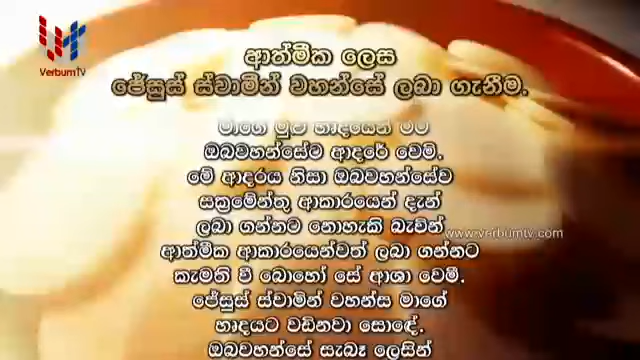 VerbumTV
ආත්මික ලෙස
ජේසුස් ස්වාමින් වහන්සේ ලබා ගැනීම.
මාගේ මුළු හෘදයෙන් මම
ඔබවහන්සේට ආදරේ වෙමි.
මේ ආදරය නිසා ඔබවහන්සේව
සක්‍රමේන්තු ආකාරයෙන් දැන්
ලබා ගන්නට නොහැකි බැවින්
www.verbumtv.com
ආත්මික ආකාරයෙන්වත් ලබා ගන්නට
කැමති වී බොහෝ සේ ආශා වෙමි.
ජේසුස් ස්වාමින් වහන්ස මාගේ
හෘදයට වඩිනවා සොඳේ.
ඔබවහන්සේ සැබෑ ලෙසින්